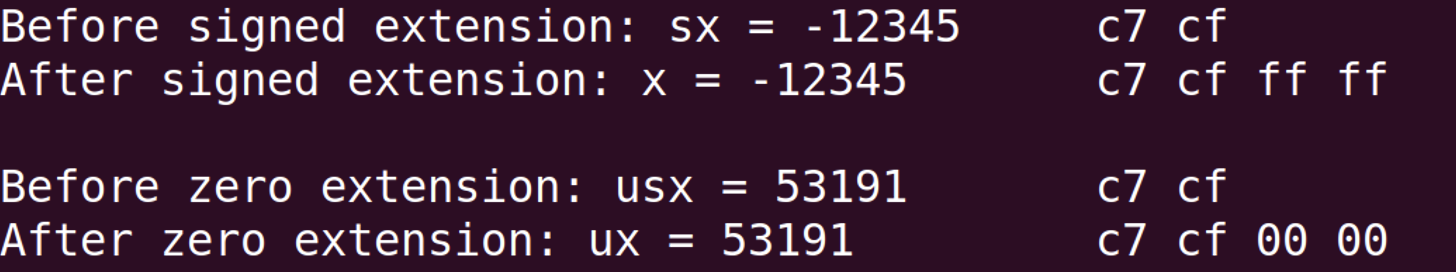 Before signed extension: sx = -12345       c7 cf
After signed extension: x = -12345       c7 cf ff ff
Before zero extension: usx = 53191       c7 cf
After zero extension: ux = 53191         c7 cf 00 00